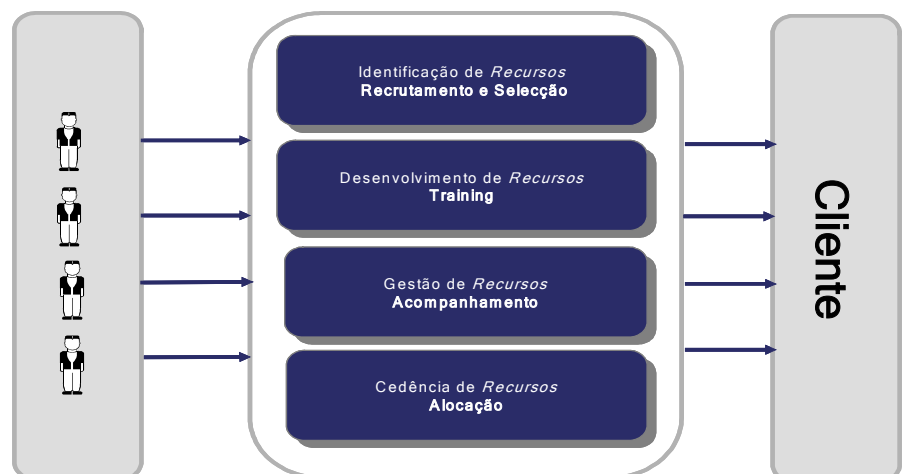 Identificação de Recursos
Recrutamento e Selecção
Desenvolvimento de Recursos
Training
Gestão de Recursos
Acompanhamento
Cedência de Recursos
Alocação
Cliente